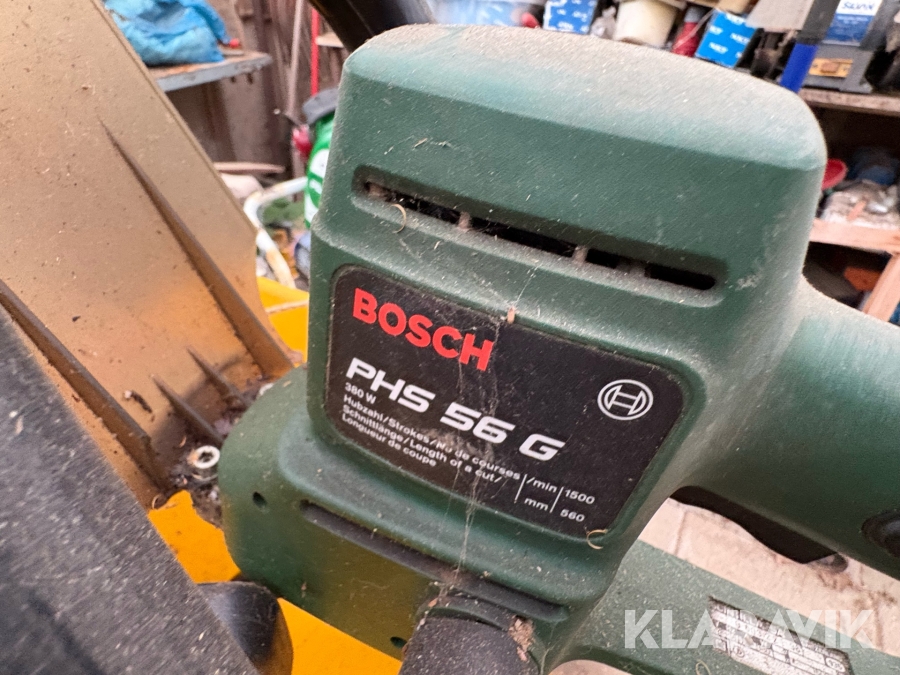 BOSCH
PHS 56 G
380 W
Hubzahl/Strokes/No de courses /min 1500
Schnittlänge/Length of a cut/ mm 560
Longueur de coupe
KLARAVIK